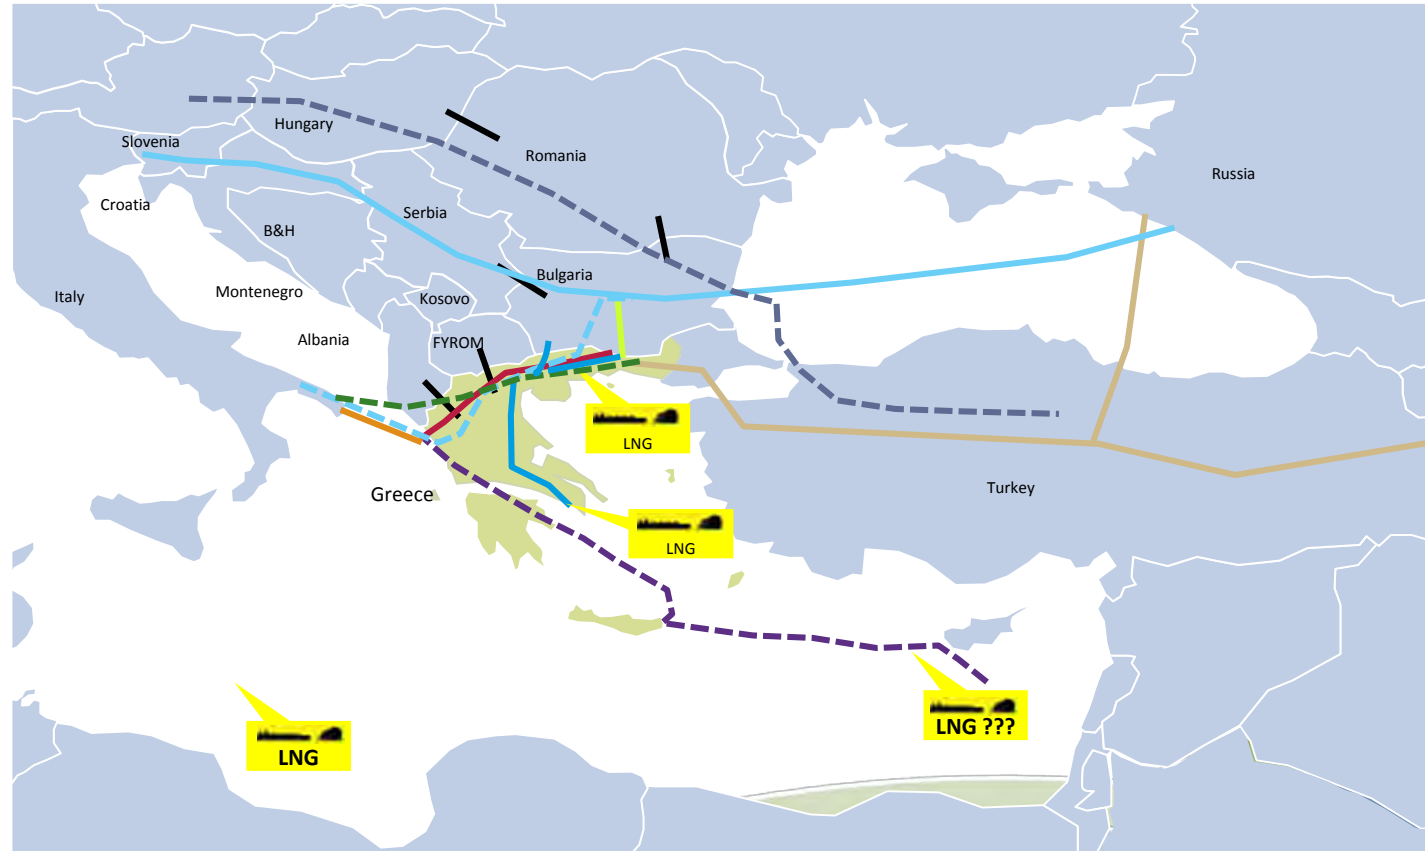 Hungary
Slovenia
Romania
Russia
Croatia
Serbia
B&H
Bulgaria
Italy
Montenegro
Kosovo
Albania
FYROM
LNG
Turkey
Greece
LNG
LNG ???
LNG